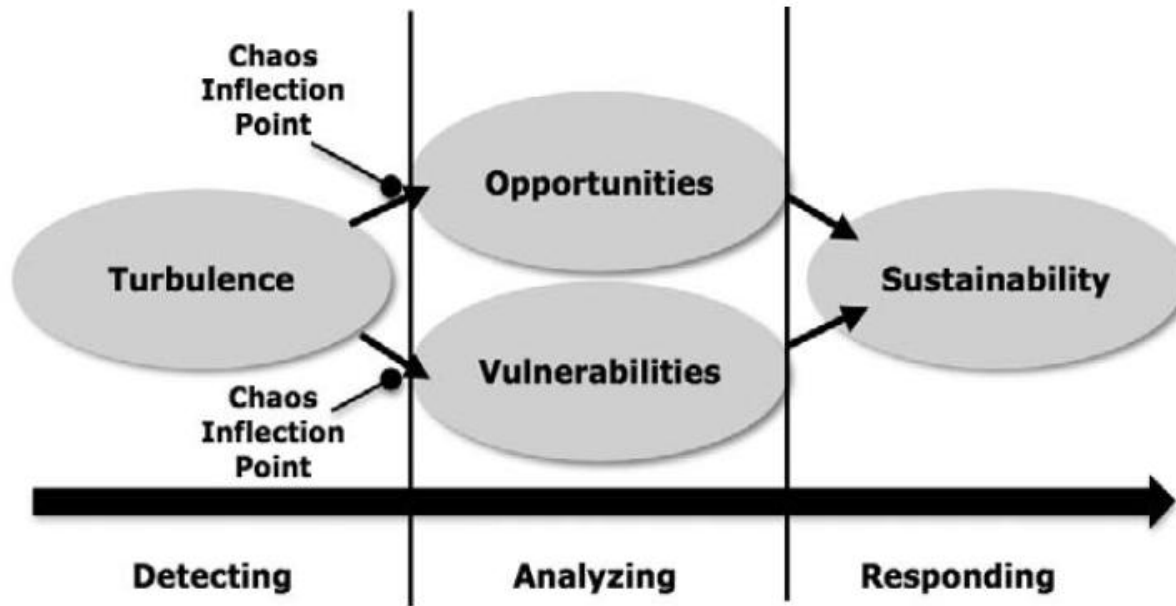 Chaos
Inflection
Point
Opportunities
Turbulence
Sustainability
Vulnerabilities
Chaos
Inflection
Point
Detecting
Analyzing
Responding